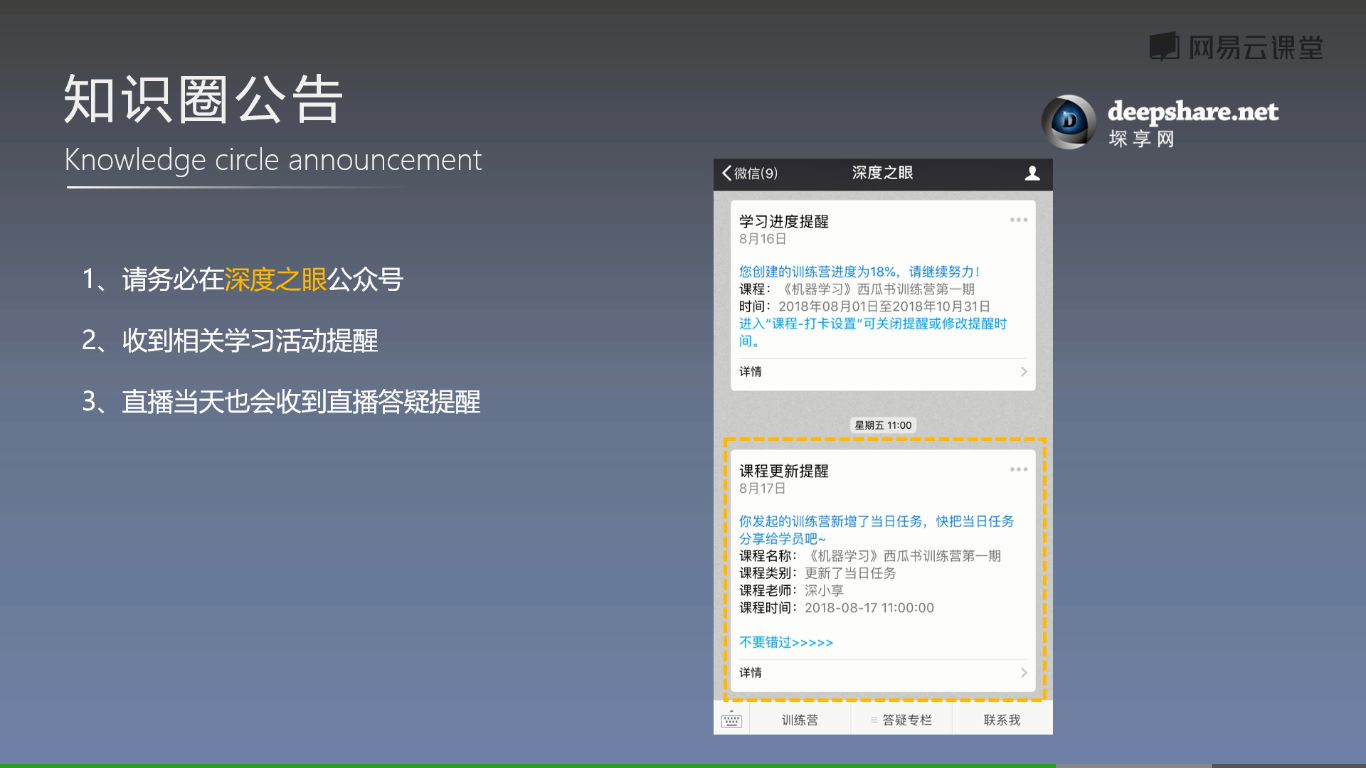 网易云课堂
知识圈公告
deepshare.net
深享网
Knowledge circle announcement
1、请务必在深度之眼公众号
2、收到相关学习活动提醒
3、直播当天也会收到直播答疑提醒
微信(9)
深度之眼
学习进度提醒
8月16日
您创建的训练营进度为18%，请继续努力！
课程：《机器学习》西瓜书训练营第一期
时间：2018年08月01日至2018年10月31日
进入“课程-打卡设置”可关闭提醒或修改提醒时
间。
详情
星期五 11:00
课程更新提醒
8月17日
你发起的训练营新增了当日任务，快把当日任务
分享给学员吧~
课程名称：《机器学习》西瓜书训练营第一期
课程类别：更新了当日任务
课程老师：深小享
课程时间：2018-08-17 11:00:00
不要错过>>>>>
详情
训练营
答疑专栏
联系我